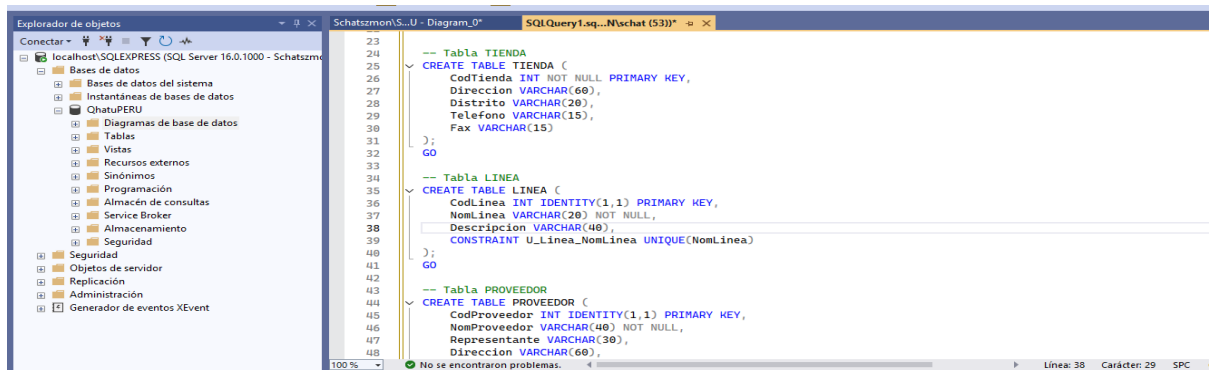 Explorador de objetos
Conectar
localhost\SQLEXPRESS (SQL Server 16.0.1000 - Schatszmo
Bases de datos
Bases de datos del sistema
Instantáneas de bases de datos
QhatuPERU
Diagramas de base de datos
Tablas
Vistas
Recursos externos
Sinónimos
Programación
Almacén de consultas
Service Broker
Almacenamiento
Seguridad
Seguridad
Objetos de servidor
Replicación
Administración
Generador de eventos XEvent
Schatszmon\S...U - Diagram_0* SQLQuery1.sq...N\schat (53))*
23
24 -- Tabla TIENDA
25 CREATE TABLE TIENDA (
26 CodTienda INT NOT NULL PRIMARY KEY,
27 Direccion VARCHAR(60),
28 Distrito VARCHAR(20),
29 Telefono VARCHAR(15),
30 Fax VARCHAR(15)
31 );
32 GO
33
34 -- Tabla LINEA
35 CREATE TABLE LINEA (
36 CodLinea INT IDENTITY(1,1) PRIMARY KEY,
37 NomLinea VARCHAR(20) NOT NULL,
38 Descripcion VARCHAR(40),
39 CONSTRAINT U_Linea_NomLinea UNIQUE(NomLinea)
40 );
41 GO
42
43 -- Tabla PROVEEDOR
44 CREATE TABLE PROVEEDOR (
45 CodProveedor INT IDENTITY(1,1) PRIMARY KEY,
46 NomProveedor VARCHAR(40) NOT NULL,
47 Representante VARCHAR(30),
48 Direccion VARCHAR(60),
100 % No se encontraron problemas. Línea: 38 Carácter: 29 SPC